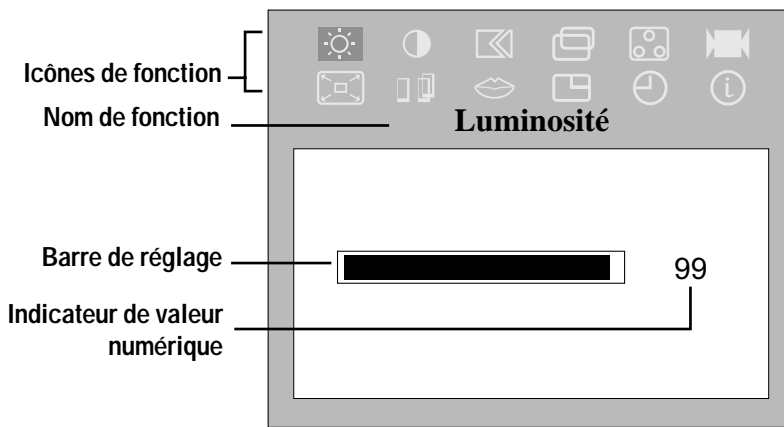 Icônes de fonction
Nom de fonction
Luminosité
Barre de réglage
99
Indicateur de valeur
numérique